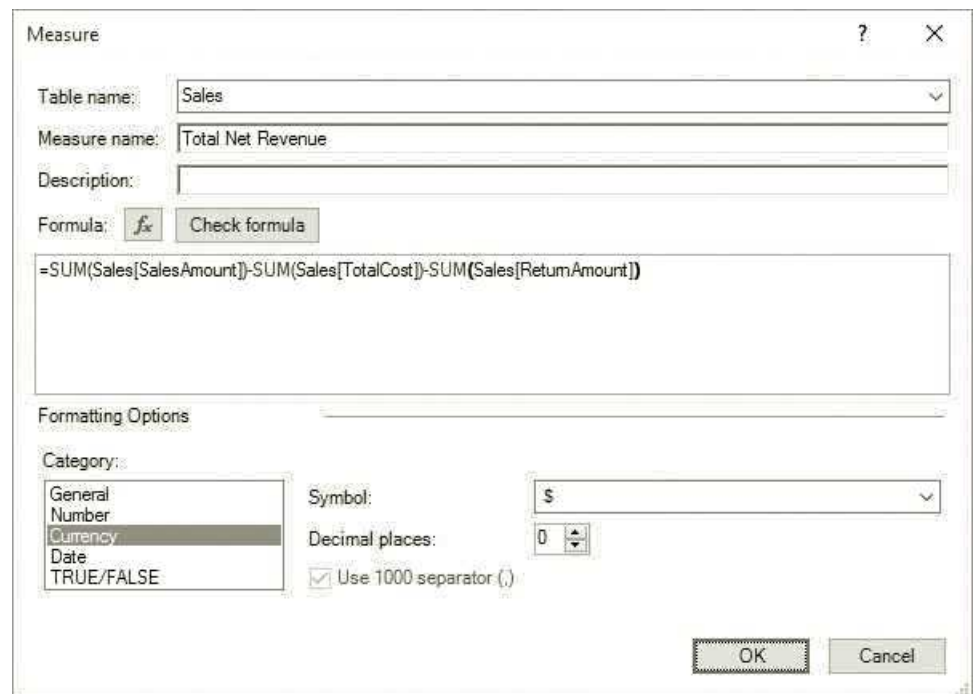 Measure ? ×
Table name: Sales
Measure name: Total Net Revenue
Description:
Formula: fx Check formula
=SUM(Sales[SalesAmount])-SUM(Sales[TotalCost])-SUM(Sales[ReturnAmount])
Formatting Options
Category:
General
Number
Currency
Date
TRUE/FALSE
Symbol: $
Decimal places: 0
Use 1000 separator (,)
OK Cancel